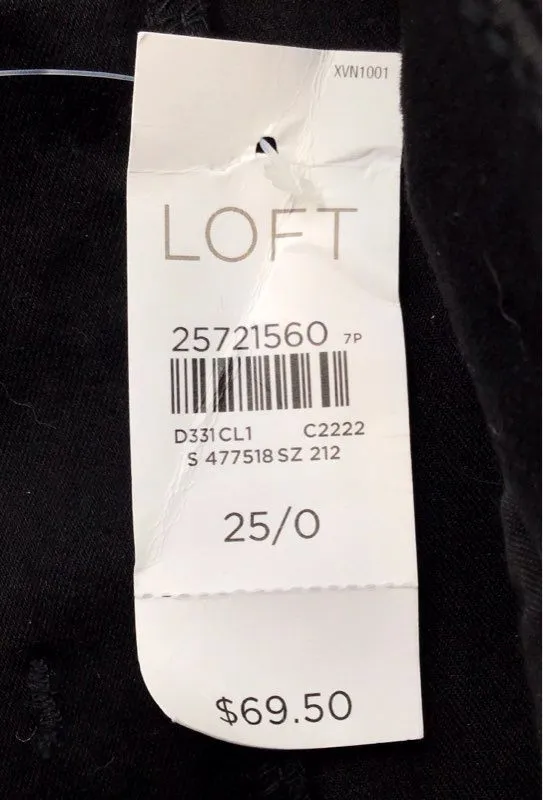 XVN1001
LOFT
25721560 7P
D331CL1 C2222
S 477518 SZ 212
25/0
$69.50